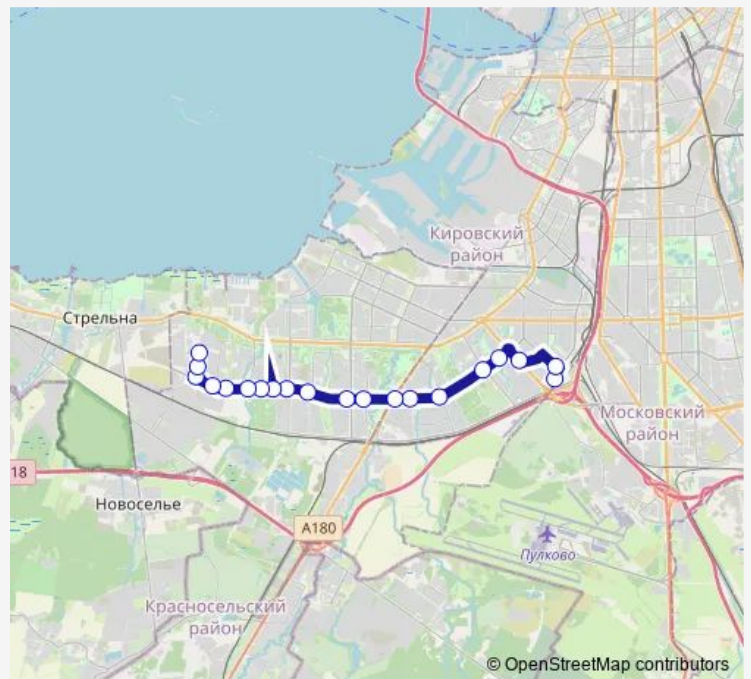 Кировский
район
Стрельна
Московский
район
18
Новоселье
A180
Пулково
Красносельский
район
© OpenStreetMap contributors